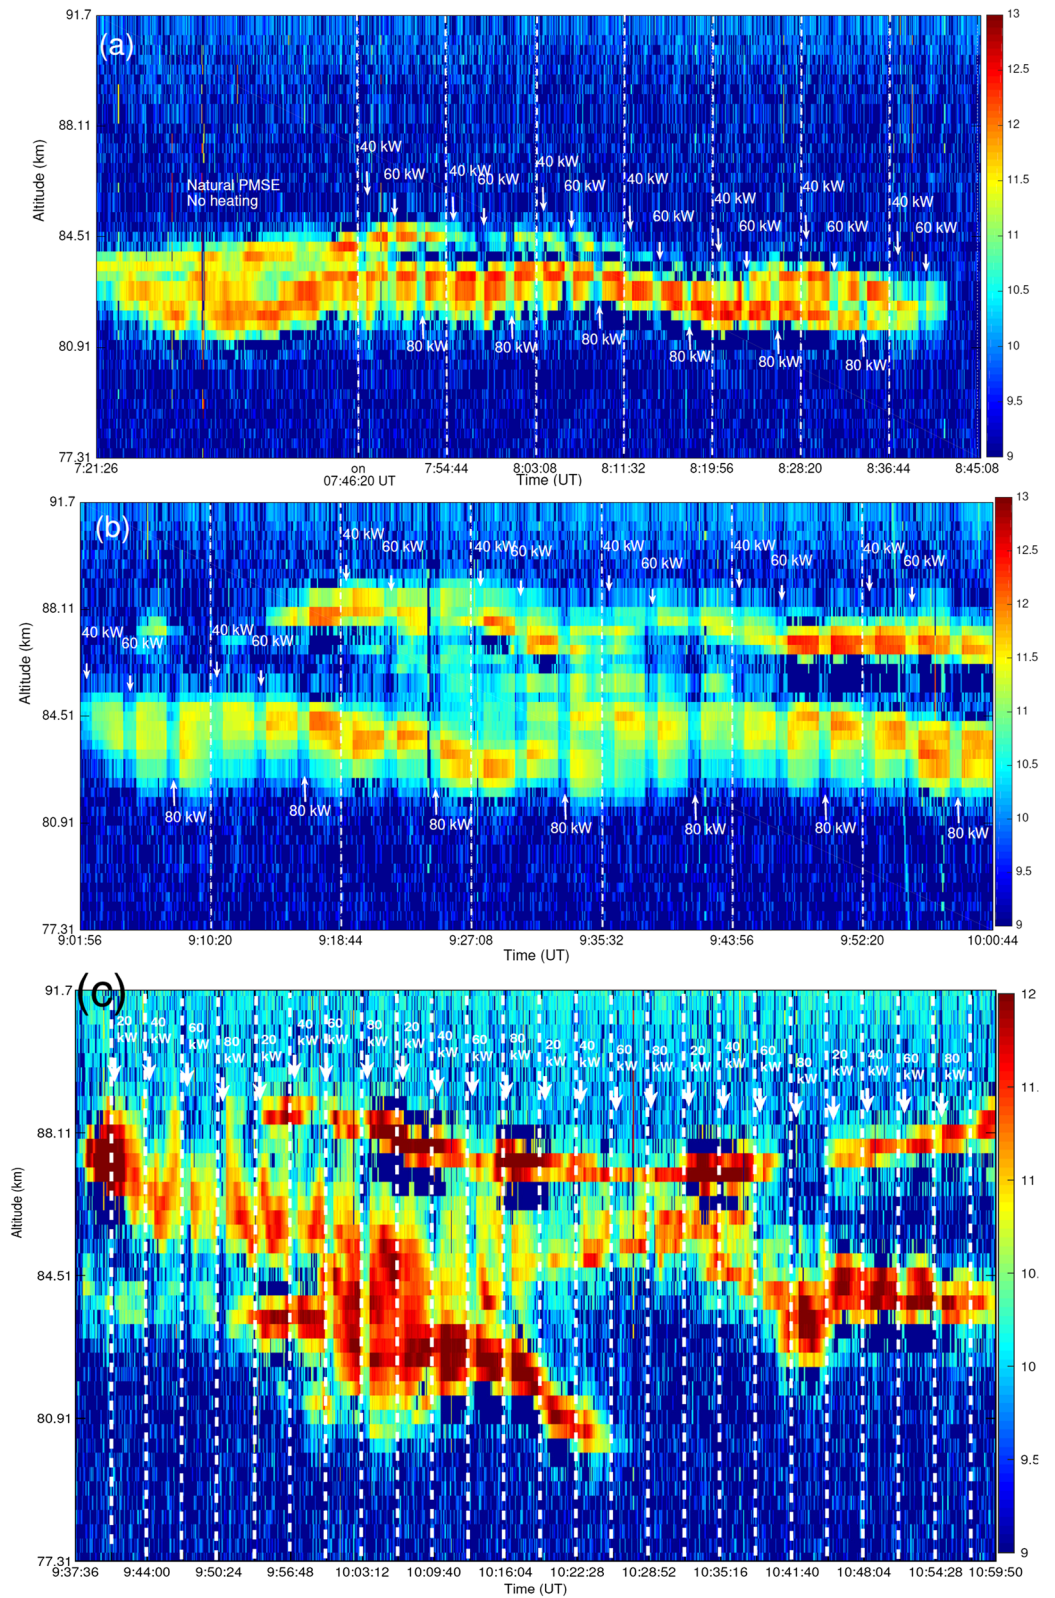 91.7
(a)
13
12.5
88.11
12
40 kW
60 kW
40 kW
60 kW
40 kW
60 kW
40 kW
60 kW
40 kW
60 kW
40 kW
60 kW
40 kW
60 kW
Natural PMSE
No heating
11.5
Altitude (km)
84.51
11
10.5
80.91
80 kW
80 kW
80 kW
80 kW
80 kW
80 kW
10
9.5
77.31
9
7:21:26
on
07:46:20 UT
7:54:44
8:03:08
8:11:32
8:19:56
8:28:20
8:36:44
8:45:08
Time (UT)
91.7
(b)
13
12.5
40 kW
60 kW
40 kW
60 kW
40 kW
60 kW
40 kW
60 kW
40 kW
60 kW
12
88.11
40 kW
60 kW
40 kW
60 kW
11.5
Altitude (km)
84.51
11
10.5
80.91
80 kW
80 kW
80 kW
80 kW
80 kW
80 kW
80 kW
10
9.5
77.31
9
9:01:56
9:10:20
9:18:44
9:27:08
9:35:32
9:43:56
9:52:20
10:00:44
Time (UT)
(c)
91.7
12
20 kW
40 kW
60 kW
80 kW
20 kW
40 kW
60 kW
80 kW
20 kW
40 kW
60 kW
80 kW
20 kW
40 kW
60 kW
80 kW
20 kW
40 kW
60 kW
80 kW
20 kW
40 kW
60 kW
80 kW
11.
88.11
11
Altitude (km)
84.51
10.
80.91
10
9.5
77.31
9
9:37:36
9:44:00
9:50:24
9:56:48
10:03:12
10:09:40
10:16:04
10:22:28
10:28:52
10:35:16
10:41:40
10:48:04
10:54:28
10:59:50
Time (UT)